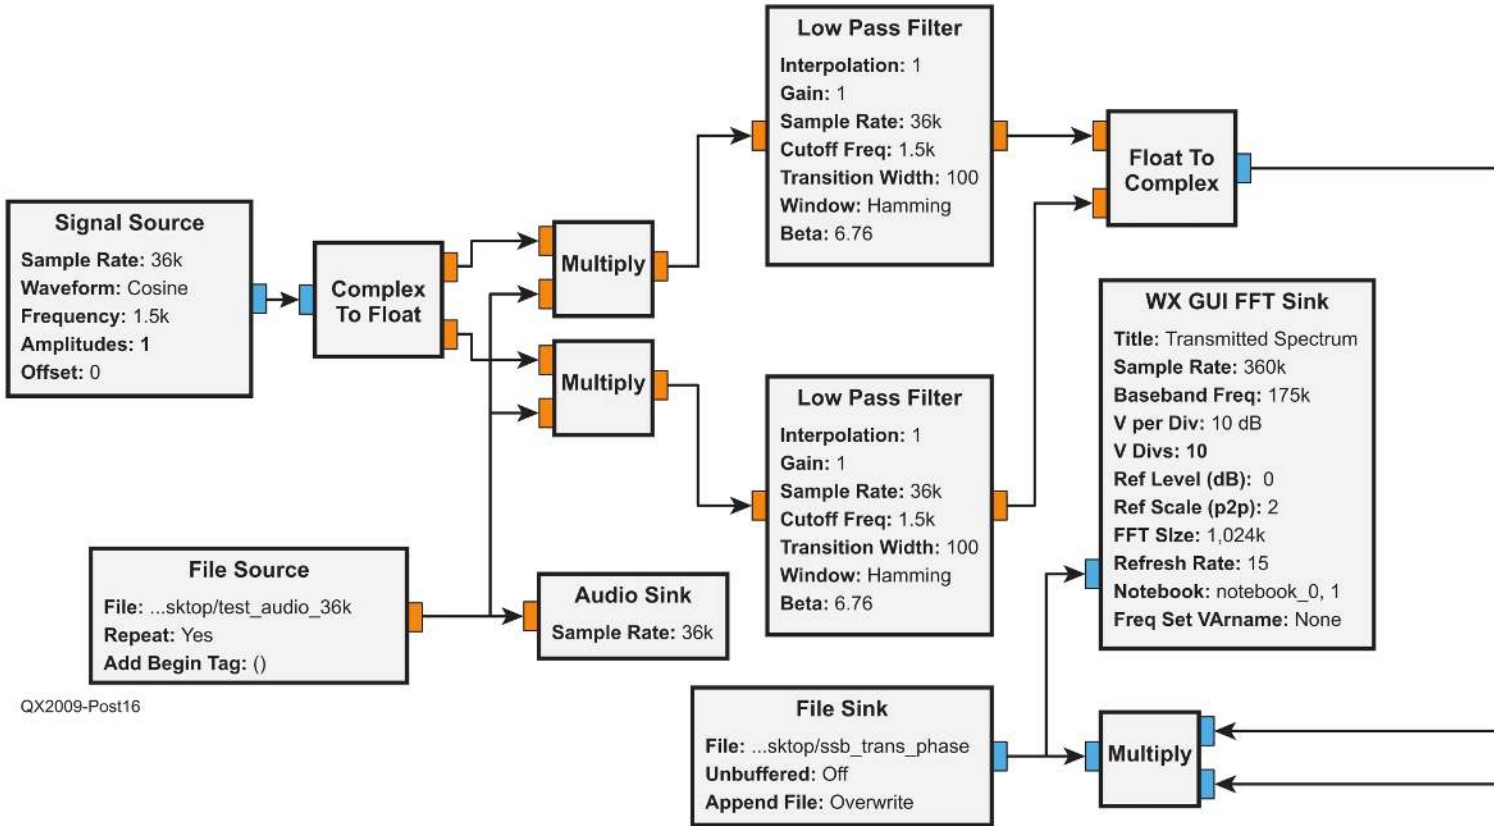 Low Pass Filter
Interpolation: 1
Gain: 1
Sample Rate: 36k
Cutoff Freq: 1.5k
Transition Width: 100
Window: Hamming
Beta: 6.76
Float To
Complex
Signal Source
Sample Rate: 36k
Waveform: Cosine
Frequency: 1.5k
Amplitudes: 1
Offset: 0
Complex
To Float
Multiply
Multiply
WX GUI FFT Sink
Title: Transmitted Spectrum
Sample Rate: 360k
Baseband Freq: 175k
V per Div: 10 dB
V Divs: 10
Ref Level (dB): 0
Ref Scale (p2p): 2
FFT SIze: 1,024k
Refresh Rate: 15
Notebook: notebook_0, 1
Freq Set VArname: None
Low Pass Filter
Interpolation: 1
Gain: 1
Sample Rate: 36k
Cutoff Freq: 1.5k
Transition Width: 100
Window: Hamming
Beta: 6.76
File Source
File: ...sktop/test_audio_36k
Repeat: Yes
Add Begin Tag: ()
Audio Sink
Sample Rate: 36k
QX2009-Post16
File Sink
File: ...sktop/ssb_trans_phase
Unbuffered: Off
Append File: Overwrite
Multiply